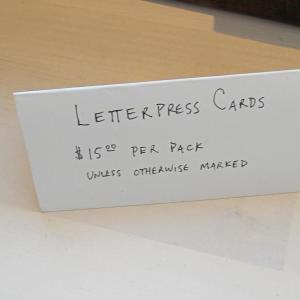 Letterpress Cards
$15.00 per pack
unless otherwise marked